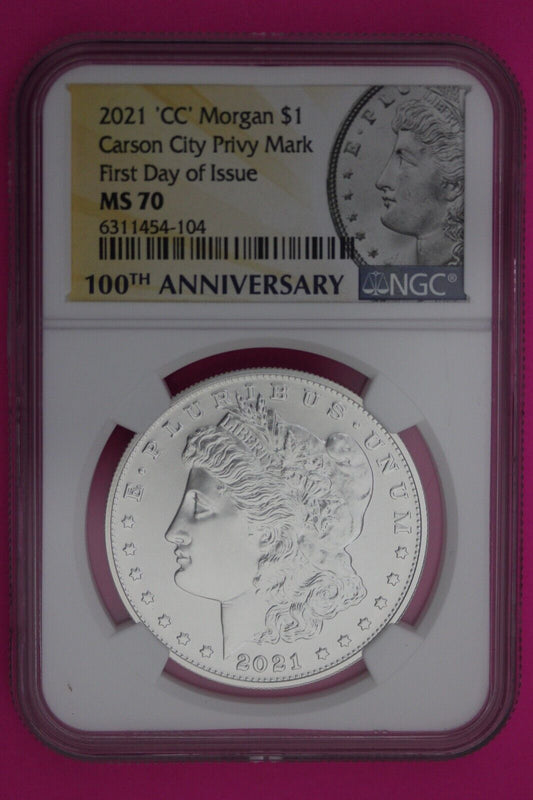 2021 'CC' Morgan $1
Carson City Privy Mark
First Day of Issue
MS 70
6311454-104
100TH ANNIVERSARY
NGC®
E · PLURIBUS · UNUM
LIBERTY
2021